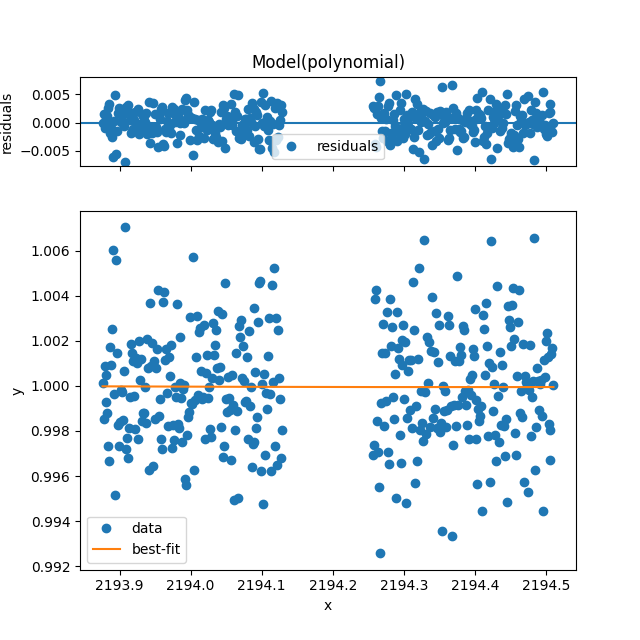 Model(polynomial)
0.005
0.000
−0.005
residuals
residuals
1.006
1.004
1.002
1.000
0.998
0.996
0.994
0.992
y
data
best-fit
2193.9 2194.0 2194.1 2194.2 2194.3 2194.4 2194.5
x